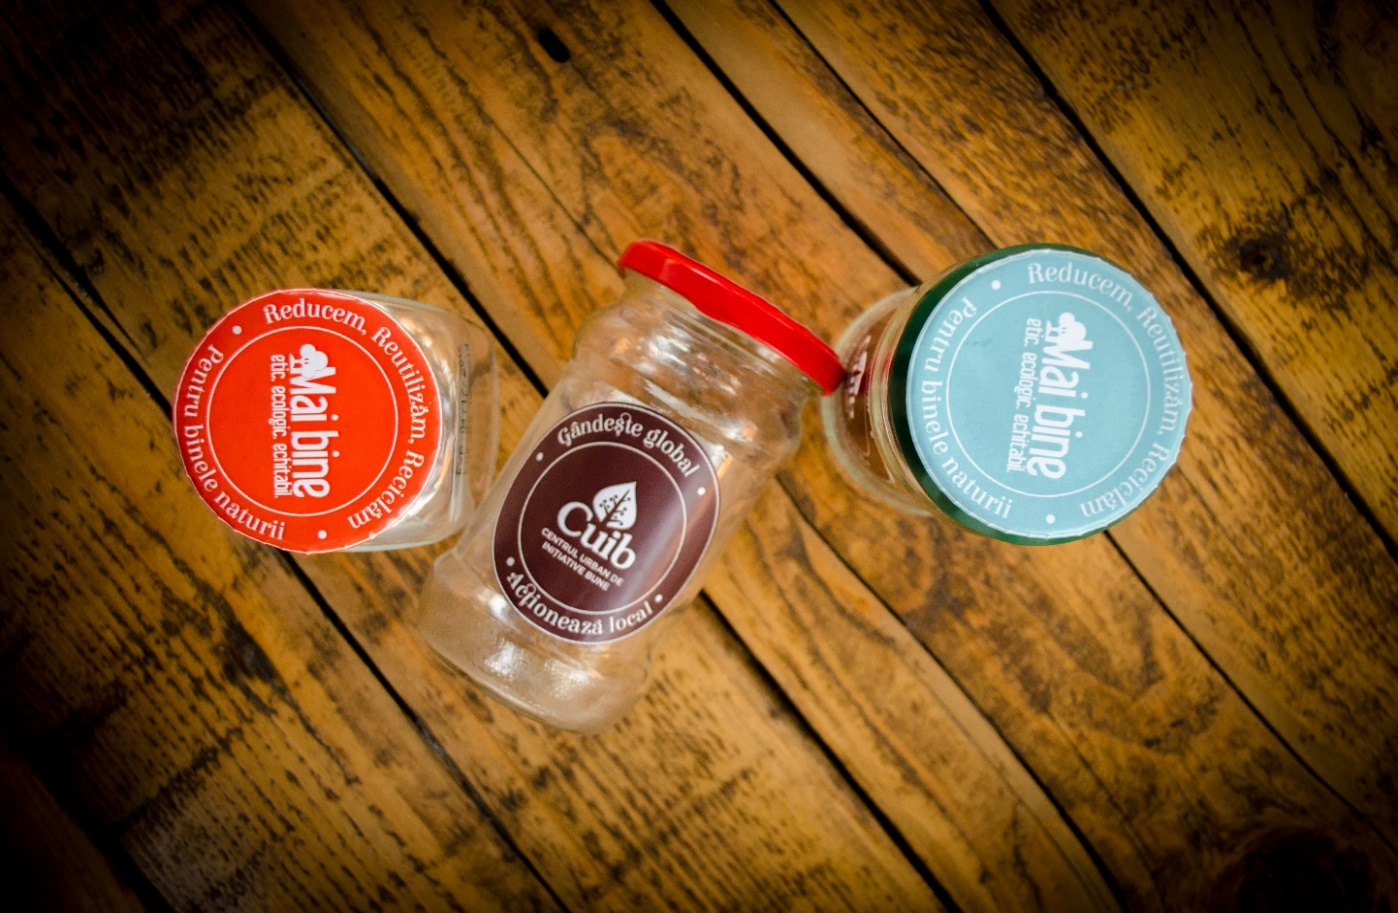 Reducem, Reutilizăm, Reciclăm
Mai bine
etic. ecologic. echitabil.
Pentru binele naturii
Gândește global
Cuib
CENTRUL URBAN DE
INIȚIATIVE BUNE
Acționează local
Reducem, Reutilizăm, Reciclăm
Mai bine
etic. ecologic. echitabil.
Pentru binele naturii